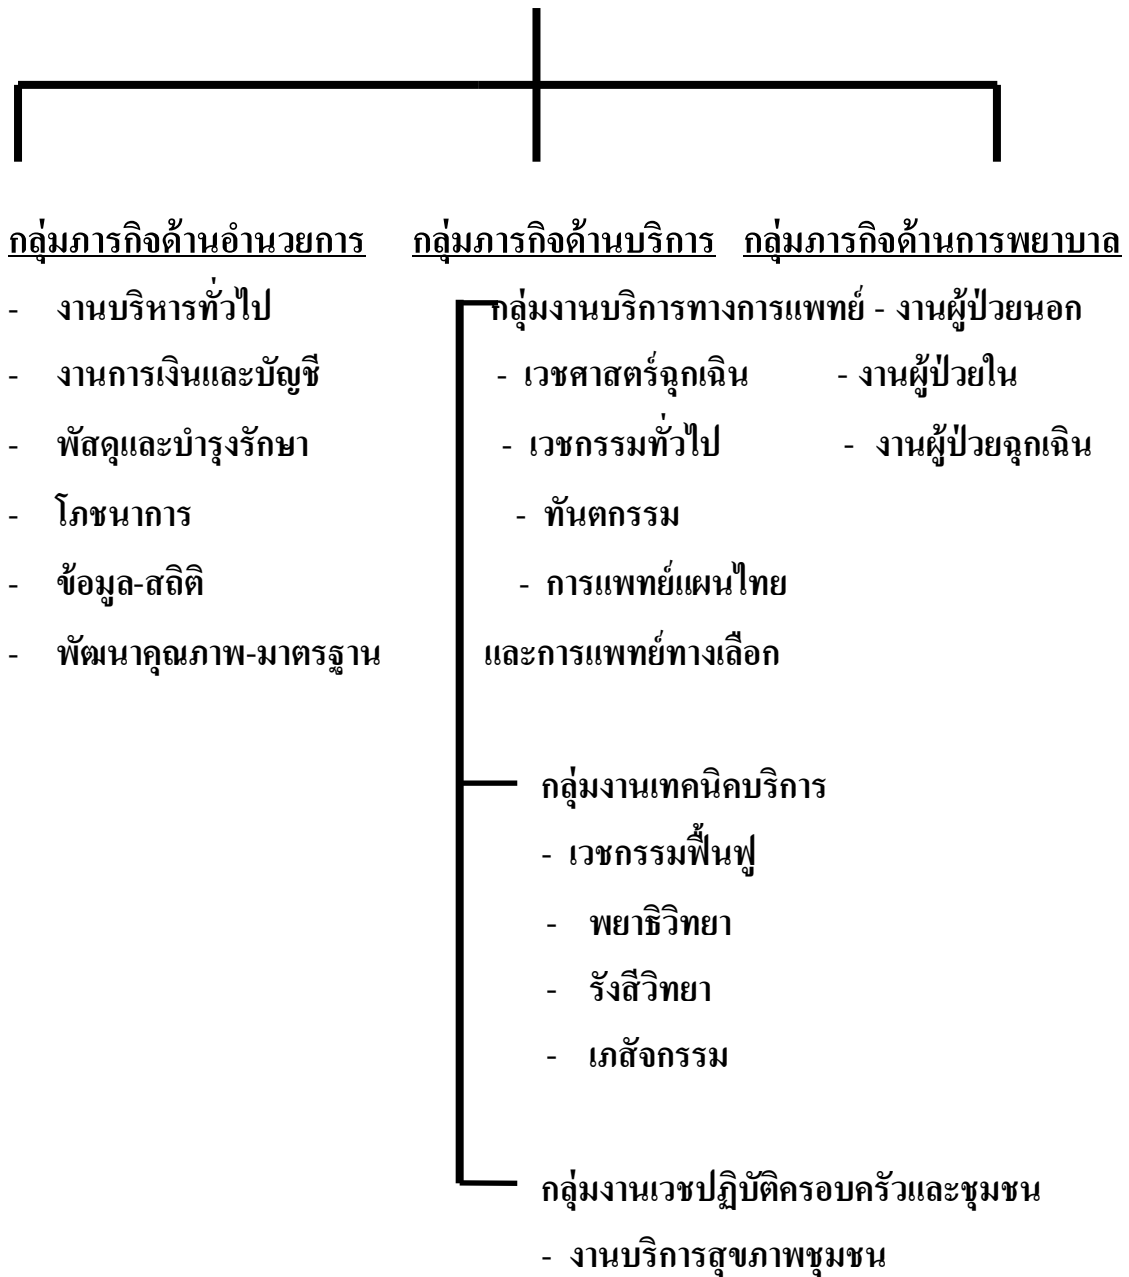 กลุ่มภารกิจด้านอำนวยการ กลุ่มภารกิจด้านบริการ กลุ่มภารกิจด้านการพยาบาล
- งานบริหารทั่วไป กลุ่มงานบริการทางการแพทย์ - งานผู้ป่วยนอก
- งานการเงินและบัญชี - เวชศาสตร์ฉุกเฉิน - งานผู้ป่วยใน
- พัสดุและบำรุงรักษา - เวชกรรมทั่วไป - งานผู้ป่วยฉุกเฉิน
- โภชนาการ - ทันตกรรม
- ข้อมูล-สถิติ - การแพทย์แผนไทย
- พัฒนาคุณภาพ-มาตรฐาน และการแพทย์ทางเลือก
กลุ่มงานเทคนิคบริการ
- เวชกรรมฟื้นฟู
- พยาธิวิทยา
- รังสีวิทยา
- เภสัจกรรม
กลุ่มงานเวชปฏิบัติครอบครัวและชุมชน
- งานบริการสุขภาพชุมชน